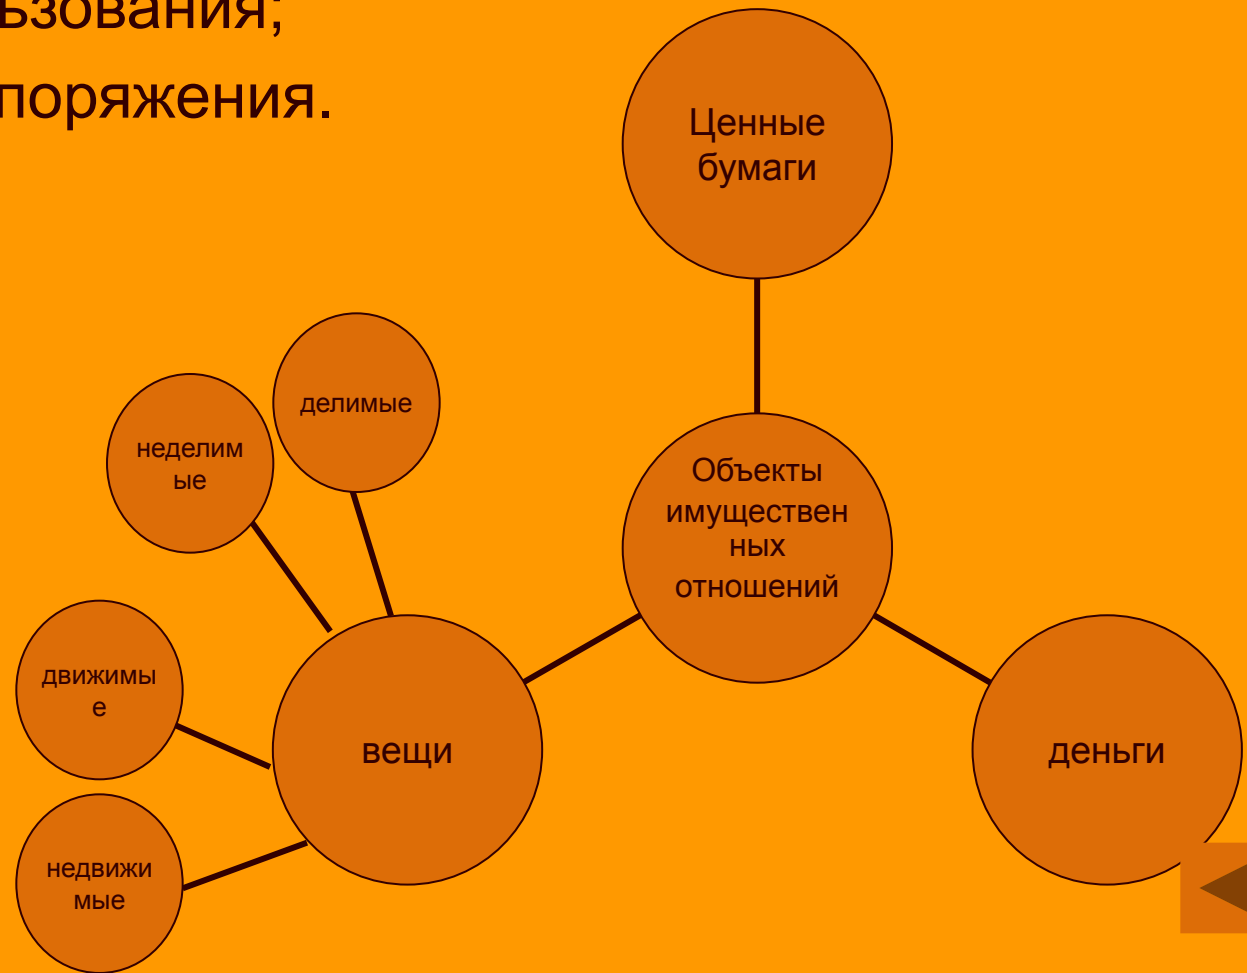 ьзования;
поряжения.
Ценные
бумаги
делимые
неделим
ые
Объекты
имуществен
ных
отношений
движимы
е
вещи
деньги
недвижи
мые